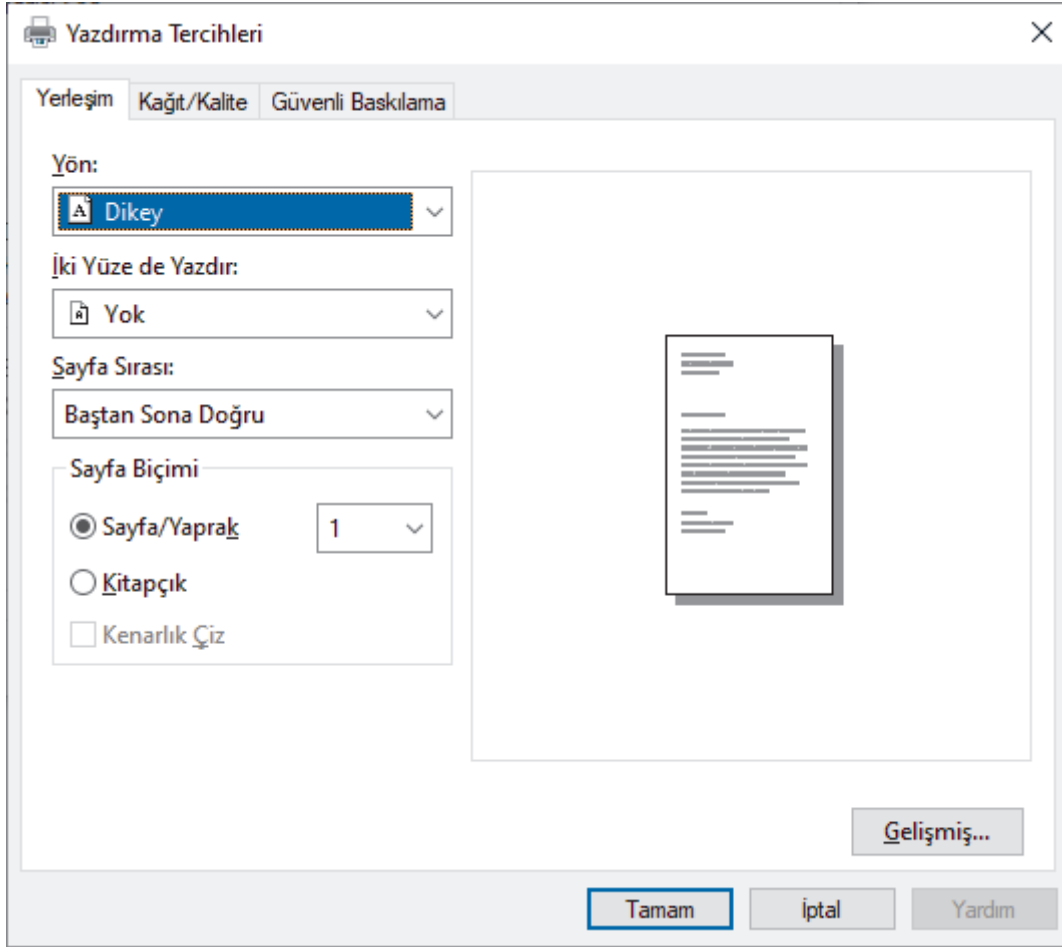 Yazdırma Tercihleri
Yerleşim Kağıt/Kalite Güvenli Baskılama
Yön:
Dikey
İki Yüze de Yazdır:
Yok
Sayfa Sırası:
Baştan Sona Doğru
Sayfa Biçimi
Sayfa/Yaprak 1
Kitapçık
Kenarlık Çiz
Gelişmiş...
Tamam İptal Yardım